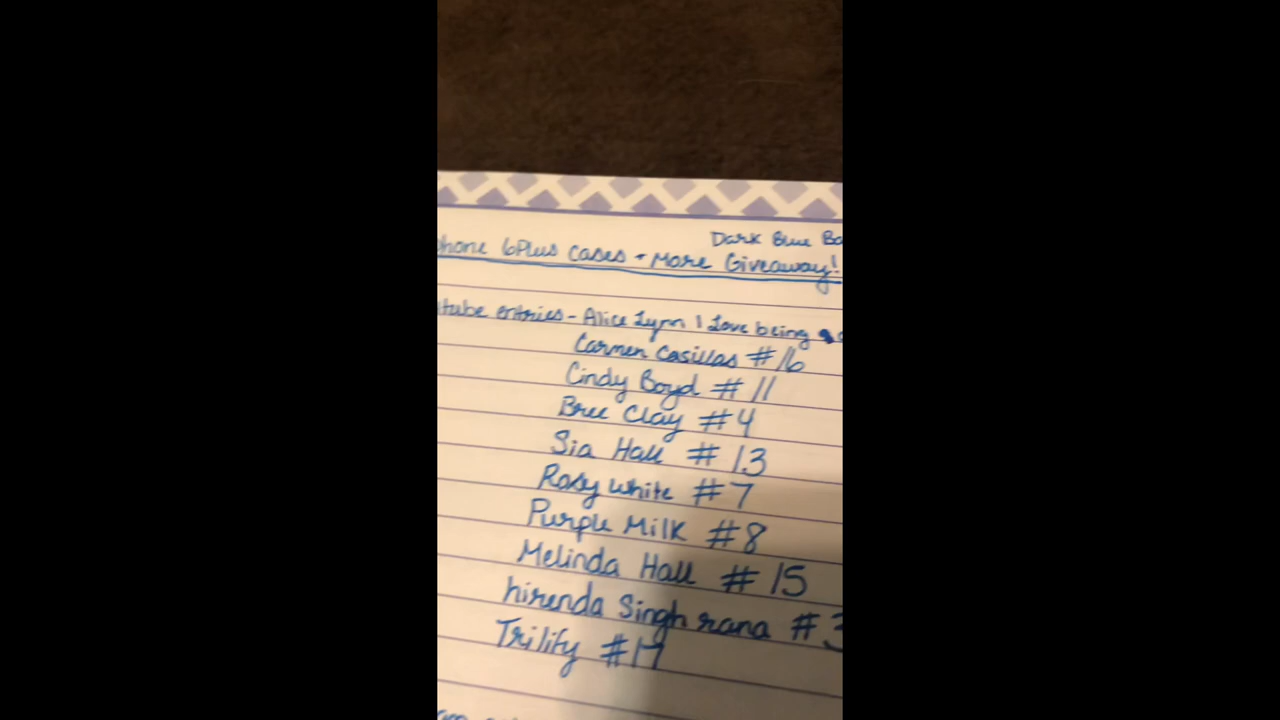 Dark Blue Bo
phone 6Plus Cases + More Giveaway!
tube entries - Alice Lynn I Love being
Carmen Casillas #16
Cindy Boyd #11
Bree Clay #4
Sia Hall #13
Rosy White #7
Purple Milk #8
Melinda Hall #15
hirenda Singh rana #3
Trilify #17